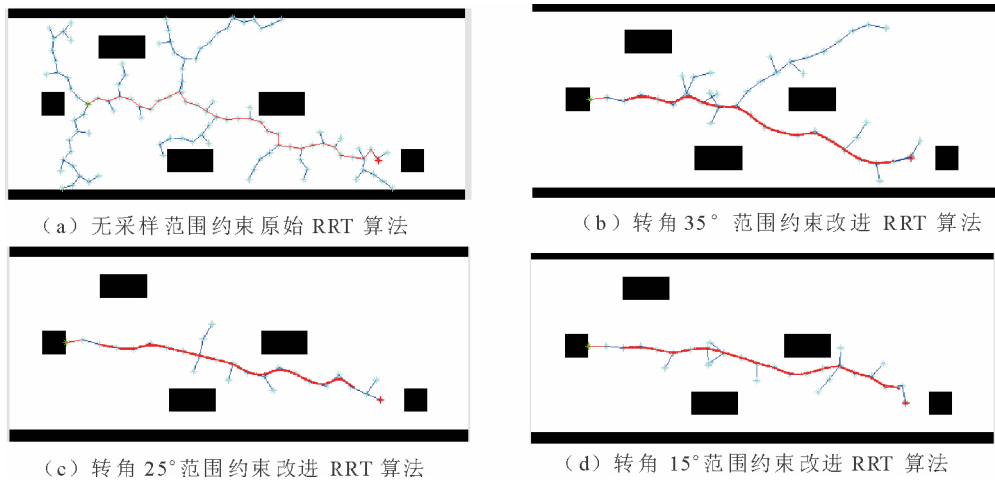 （a）无采样范围约束原始 RRT 算法
（b）转角35° 范围约束改进 RRT 算法
（c）转角 25°范围约束改进 RRT 算法
（d）转角 15°范围约束改进 RRT 算法